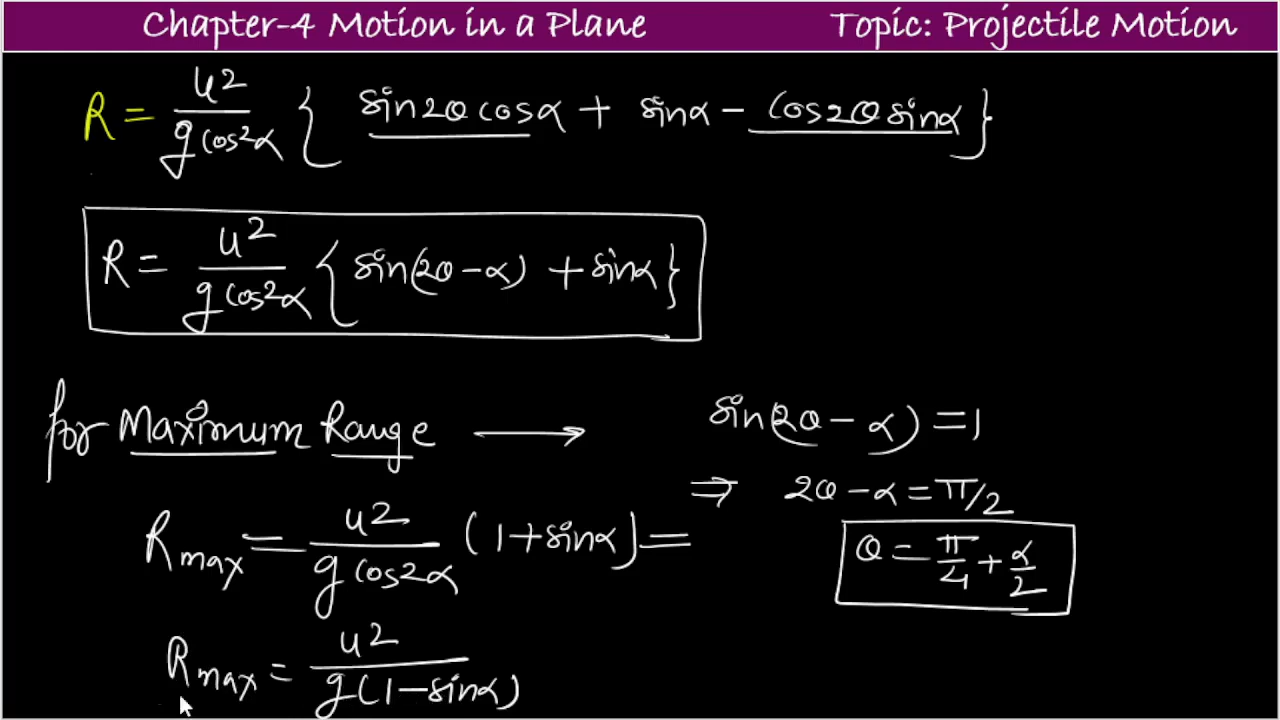 Chapter-4 Motion in a Plane Topic: Projectile Motion
R = u²/(g cos²α) { sin2θ cosα + sinα - cos2θ sinα }
R = u²/(g cos²α) { sin(2θ - α) + sinα }
for Maximum Range → sin(2θ - α) = 1
⇒ 2θ - α = π/2
Rmax = u²/(g cos²α) (1 + sinα) =
θ = π/4 + α/2
Rmax = u²/(g(1 - sinα))